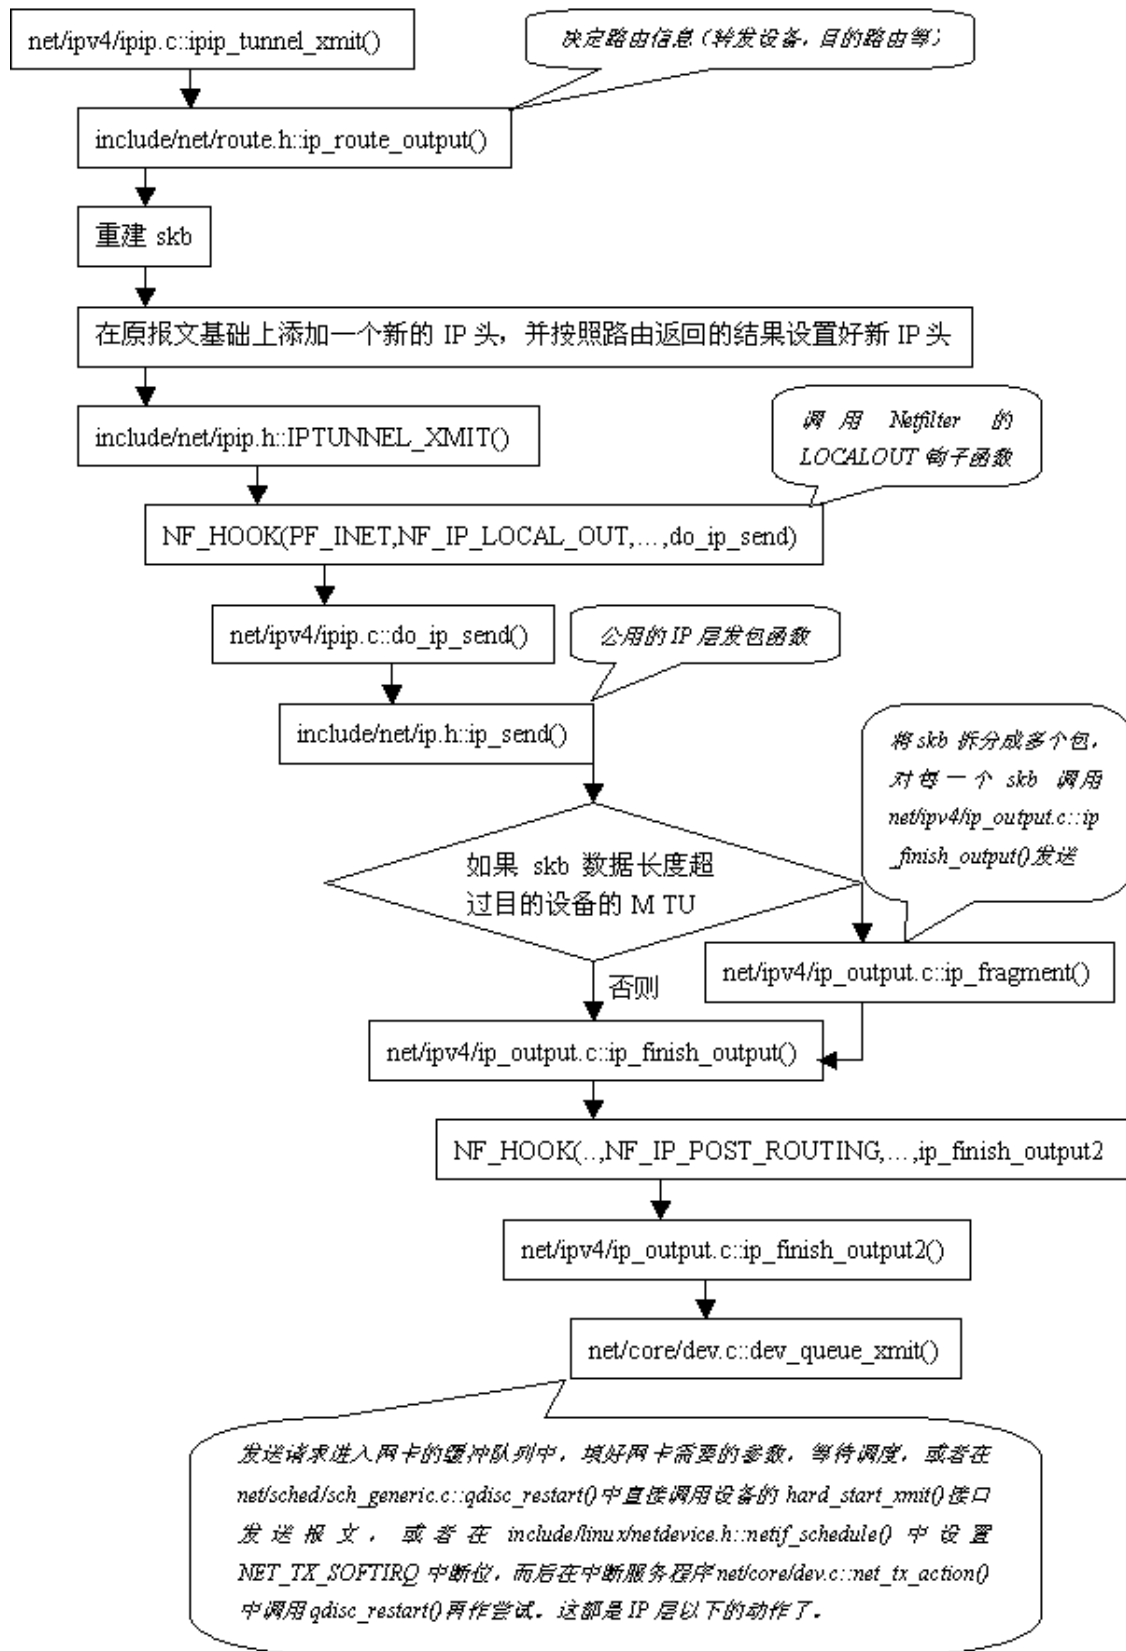 net/ipv4/ipip.c::ipip_tunnel_xmit()
决定路由信息（转发设备，目的路由等）
include/net/route.h::ip_route_output()
重建 skb
在原报文基础上添加一个新的 IP 头，并按照路由返回的结果设置好新 IP 头
include/net/ipip.h::IPTUNNEL_XMIT()
调用 Netfilter 的
LOCALOUT 钩子函数
NF_HOOK(PF_INET,NF_IP_LOCAL_OUT,...,do_ip_send)
net/ipv4/ipip.c::do_ip_send()
公用的 IP 层发包函数
include/net/ip.h::ip_send()
将 skb 拆分成多个包，
对每一个 skb 调用
net/ipv4/ip_output.c::ip
_finish_output()发送
如果 skb 数据长度超
过目的设备的 M TU
net/ipv4/ip_output.c::ip_fragment()
否则
net/ipv4/ip_output.c::ip_finish_output()
NF_HOOK(..,NF_IP_POST_ROUTING,...,ip_finish_output2
net/ipv4/ip_output.c::ip_finish_output2()
net/core/dev.c::dev_queue_xmit()
发送请求进入网卡的缓冲队列中，填好网卡需要的参数，等待调度，或者在
net/sched/sch_generic.c::qdisc_restart()中直接调用设备的 hard_start_xmit()接口
发送报文，或者在 include/linux/netdevice.h::netif_schedule() 中设置
NET_TX_SOFTIRQ 中断位，而后在中断服务程序 net/core/dev.c::net_tx_action()
中调用 qdisc_restart()再作尝试。这都是 IP 层以下的动作了。